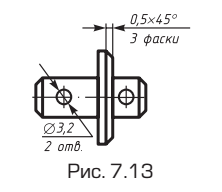 0,5×45°
3 фаски
⌀3,2
2 отв.
Рис. 7.13